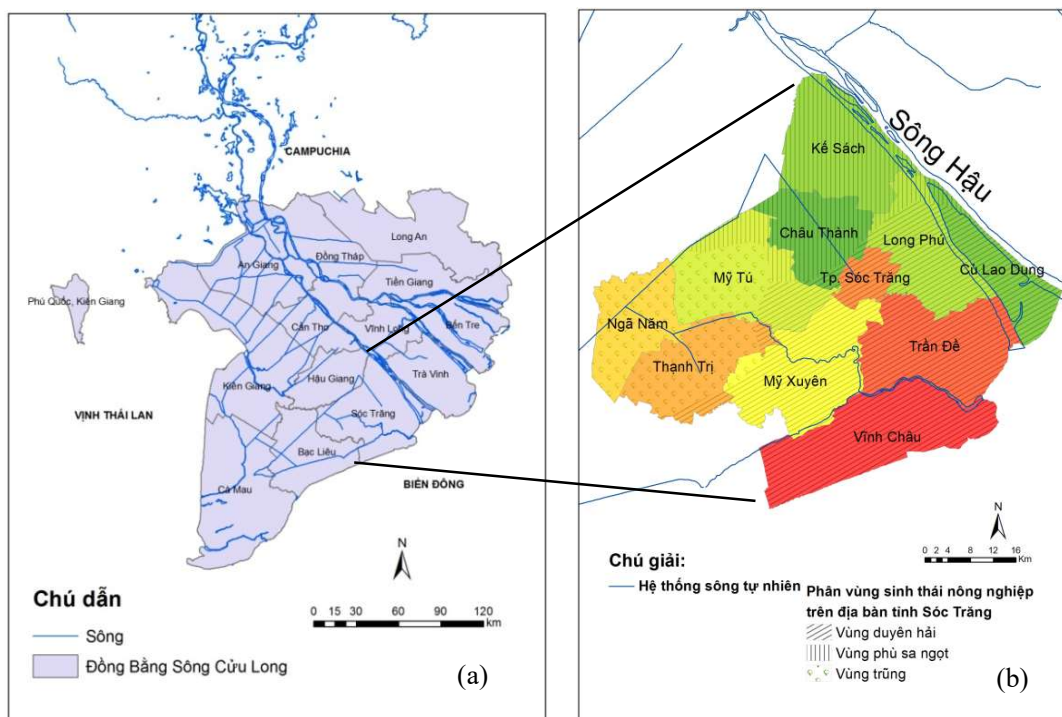 CAMPUCHIA
Long An
An Giang
Đồng Tháp
Tiền Giang
Phú Quốc, Kiên Giang
Cần Thơ
Vĩnh Long
Bến Tre
Kiên Giang
Hậu Giang
Trà Vinh
VỊNH THÁI LAN
Sóc Trăng
Bạc Liêu
BIỂN ĐÔNG
Cà Mau
N
Chú dẫn
0 15 30 60 90 120
km
Sông
Đồng Bằng Sông Cửu Long
(a)
Sông Hậu
Kế Sách
Châu Thành
Long Phú
Mỹ Tú
Tp. Sóc Trăng
Cù Lao Dung
Ngã Năm
Trần Đề
Thạnh Trị
Mỹ Xuyên
Vĩnh Châu
N
0 2 4 8 12 16
Km
Chú giải:
Hệ thống sông tự nhiên
Phân vùng sinh thái nông nghiệp
trên địa bàn tỉnh Sóc Trăng
Vùng duyên hải
Vùng phù sa ngọt
Vùng trũng
(b)